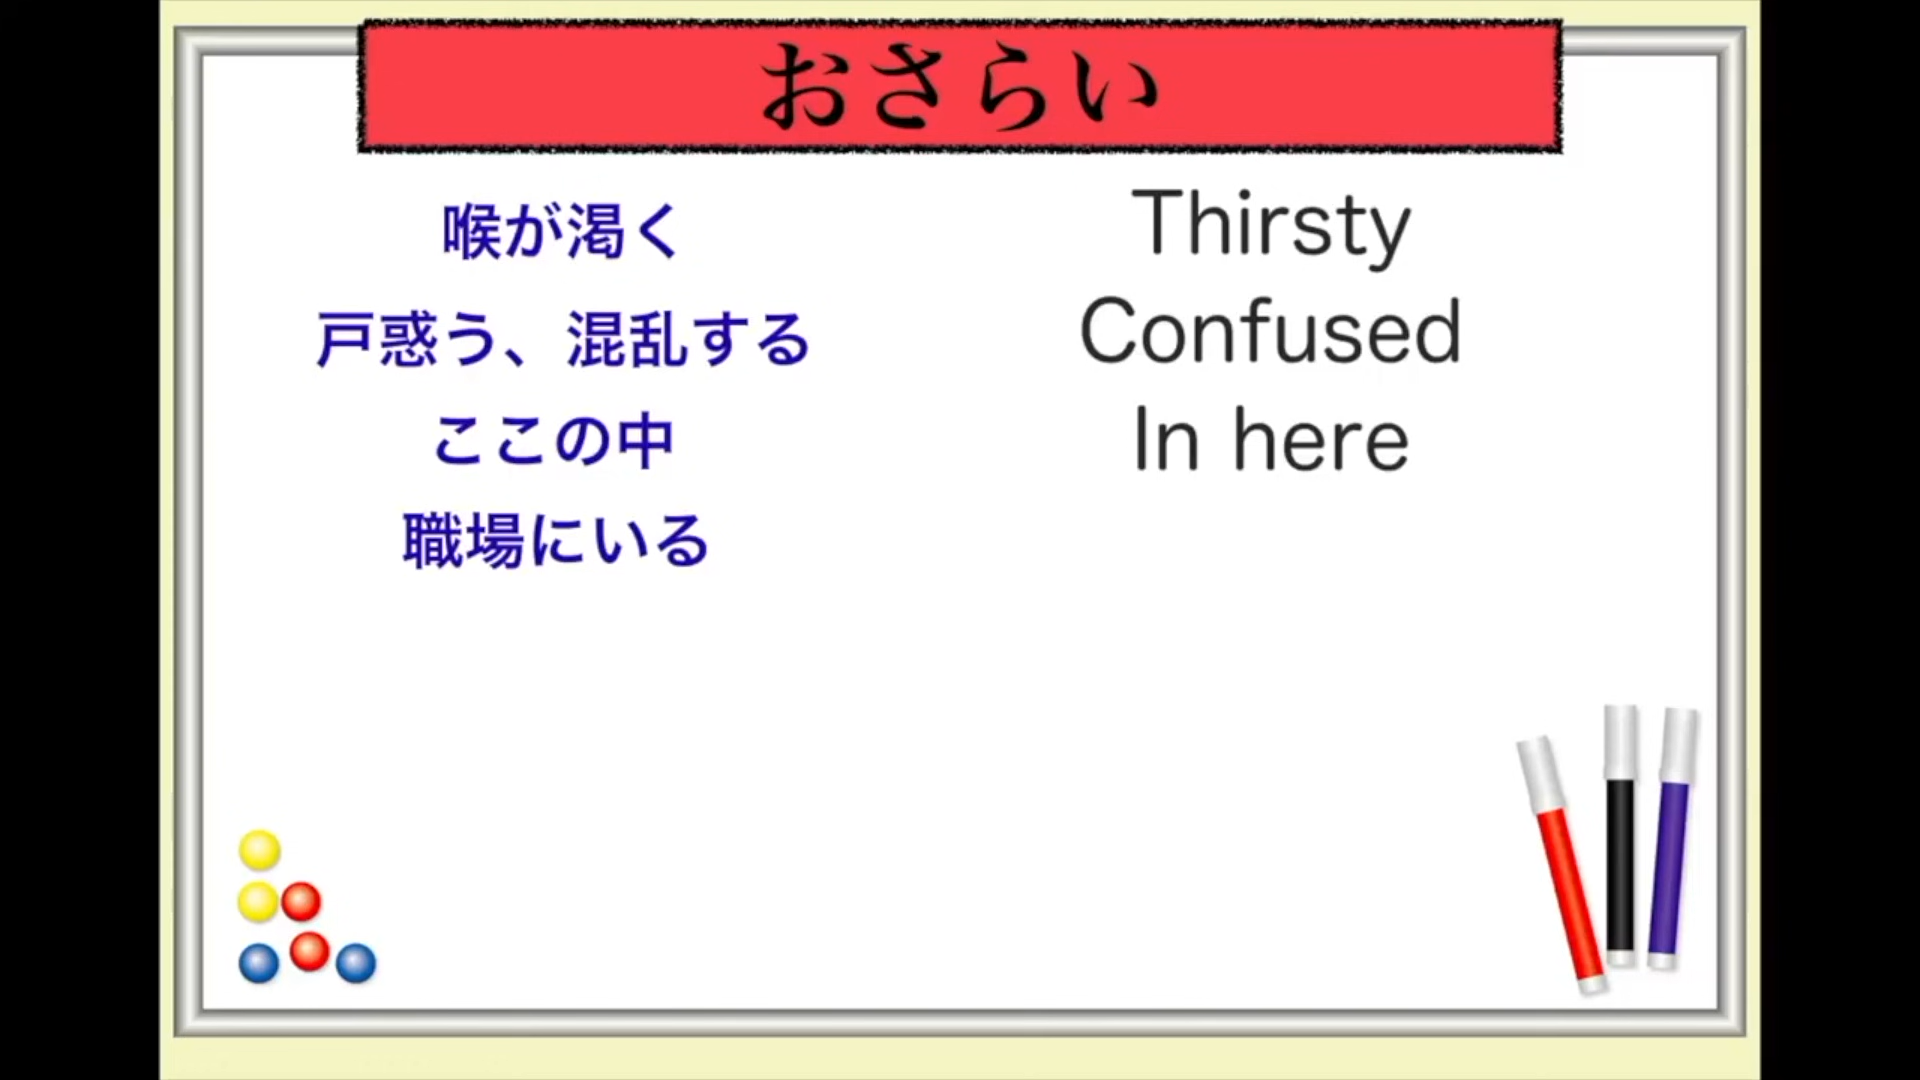 おさらい
喉が渇く Thirsty
戸惑う、混乱する Confused
ここの中 In here
職場にいる